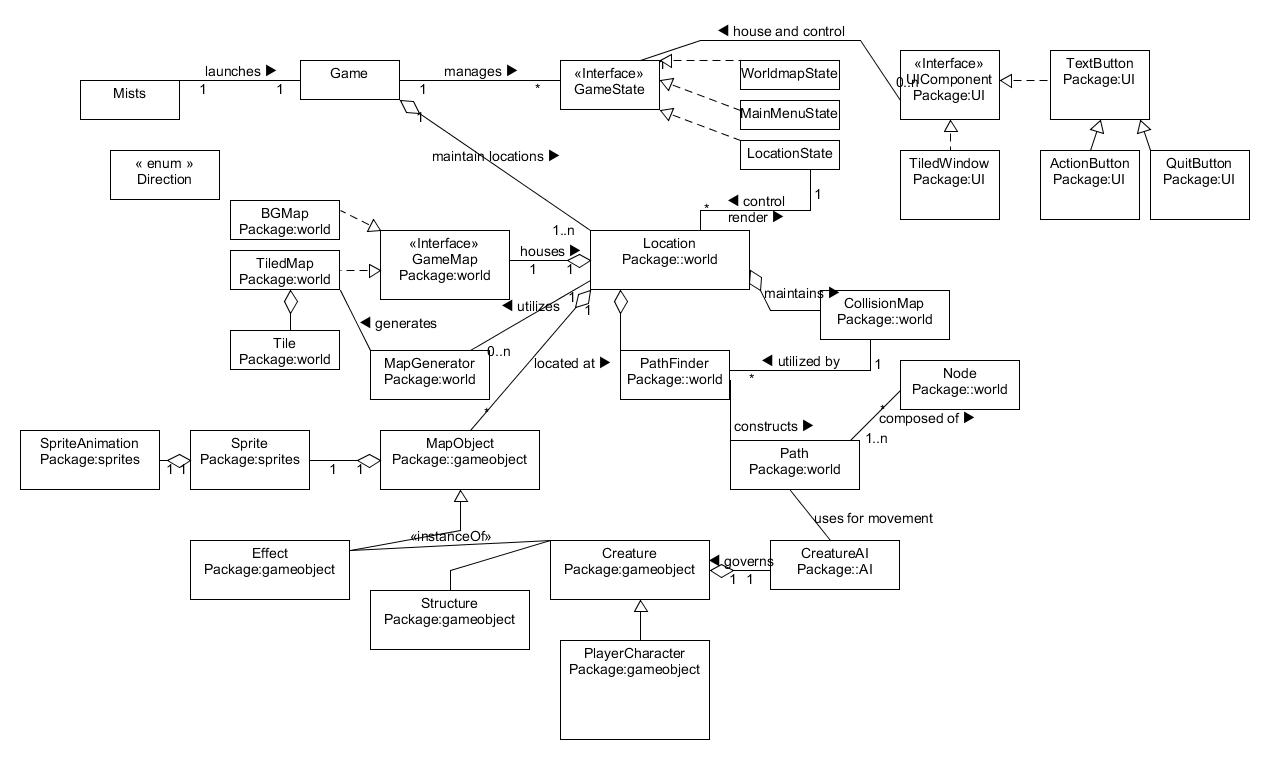 ◀ house and control
launches ▶
Game
manages ▶
«Interface»
GameState
1
WorldmapState
«Interface»
UIComponent
Package:UI
0..n
TextButton
Package:UI
Mists
1
1
1
*
1
MainMenuState
maintain locations ▶
LocationState
« enum »
Direction
TiledWindow
Package:UI
ActionButton
Package:UI
QuitButton
Package:UI
1
*
◀ control
render ▶
BGMap
Package:world
1..n
«Interface»
GameMap
Package:world
houses ▶
1
1
Location
Package::world
TiledMap
Package:world
◀ utilizes
1
1
maintains ▶
CollisionMap
Package::world
◀ generates
Tile
Package:world
0..n
MapGenerator
Package:world
located at ▶
PathFinder
Package::world
◀ utilized by
*
1
Node
Package::world
*
*
composed of ▶
constructs ▶
1..n
SpriteAnimation
Package:sprites
1
1
Sprite
Package:sprites
1
1
MapObject
Package::gameobject
Path
Package:world
uses for movement
«instanceOf»
Effect
Package:gameobject
Creature
Package:gameobject
◀ governs
1
1
CreatureAI
Package::AI
Structure
Package:gameobject
PlayerCharacter
Package:gameobject